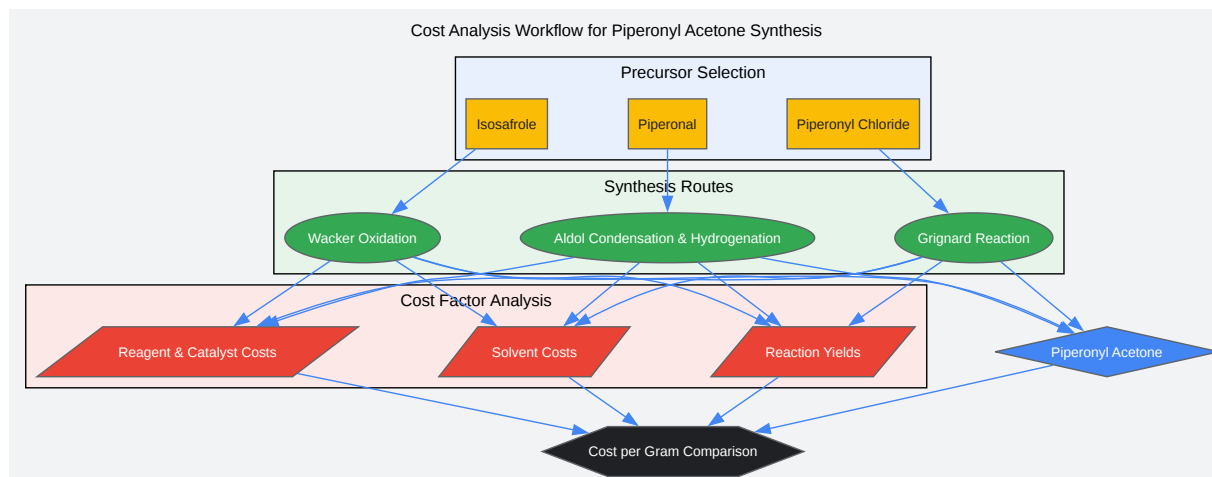 Cost Analysis Workflow for Piperonyl Acetone Synthesis
Precursor Selection
Isosafrole
Piperonal
Piperonyl Chloride
Synthesis Routes
Wacker Oxidation
Aldol Condensation & Hydrogenation
Grignard Reaction
Cost Factor Analysis
Reagent & Catalyst Costs
Solvent Costs
Reaction Yields
Piperonyl Acetone
Cost per Gram Comparison